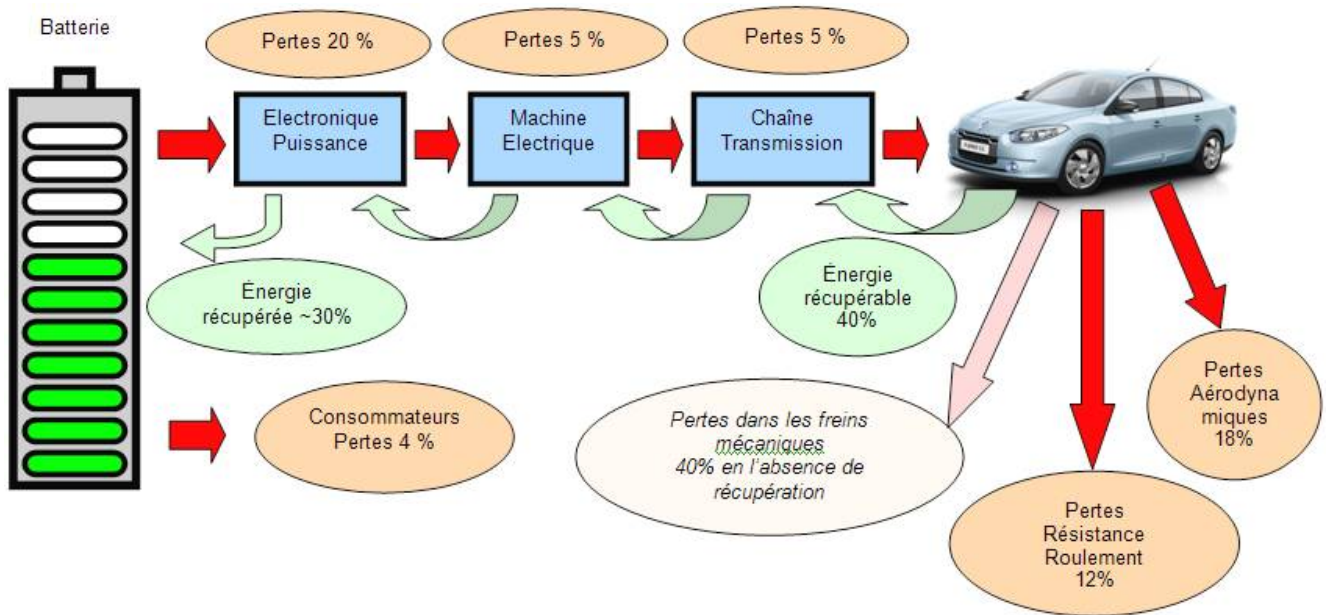 Batterie
Pertes 20 %
Pertes 5 %
Pertes 5 %
Electronique
Puissance
Machine
Electrique
Chaîne
Transmission
Énergie
récupérée ~30%
Énergie
récupérable
40%
Consommateurs
Pertes 4 %
Pertes dans les freins
mécaniques
40% en l'absence de
récupération
Pertes
Aérodyna
miques
18%
Pertes
Résistance
Roulement
12%